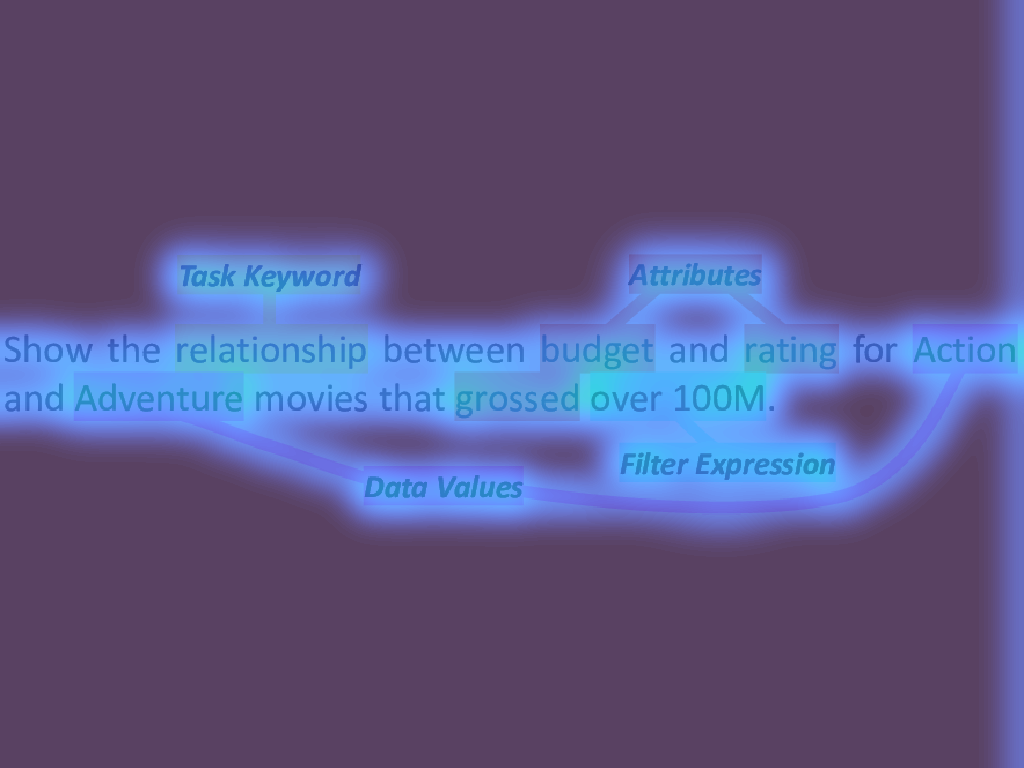 Task Keyword
Attributes
Show the relationship between budget and rating for Action
and Adventure movies that grossed over 100M.
Filter Expression
Data Values